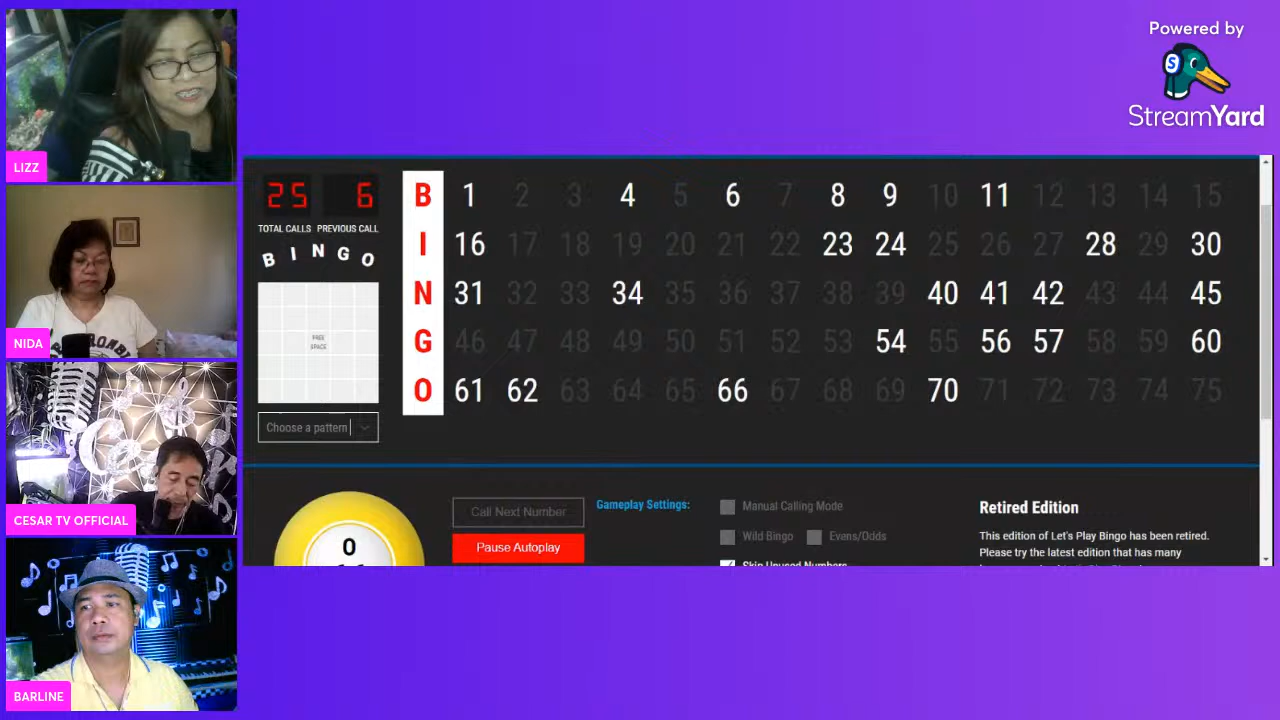 Powered by
S
StreamYard
LIZZ
NIDA
CESAR TV OFFICIAL
BARLINE
25 6
TOTAL CALLS PREVIOUS CALL
B I N G O
FREE
SPACE
Choose a pattern
B 1 2 3 4 5 6 7 8 9 10 11 12 13 14 15
I 16 17 18 19 20 21 22 23 24 25 26 27 28 29 30
N 31 32 33 34 35 36 37 38 39 40 41 42 43 44 45
G 46 47 48 49 50 51 52 53 54 55 56 57 58 59 60
O 61 62 63 64 65 66 67 68 69 70 71 72 73 74 75
O
Call Next Number
Pause Autoplay
Gameplay Settings:
Manual Calling Mode
Wild Bingo Evens/Odds
Skip Unused Numbers
Retired Edition
This edition of Let's Play Bingo has been retired.
Please try the latest edition that has many